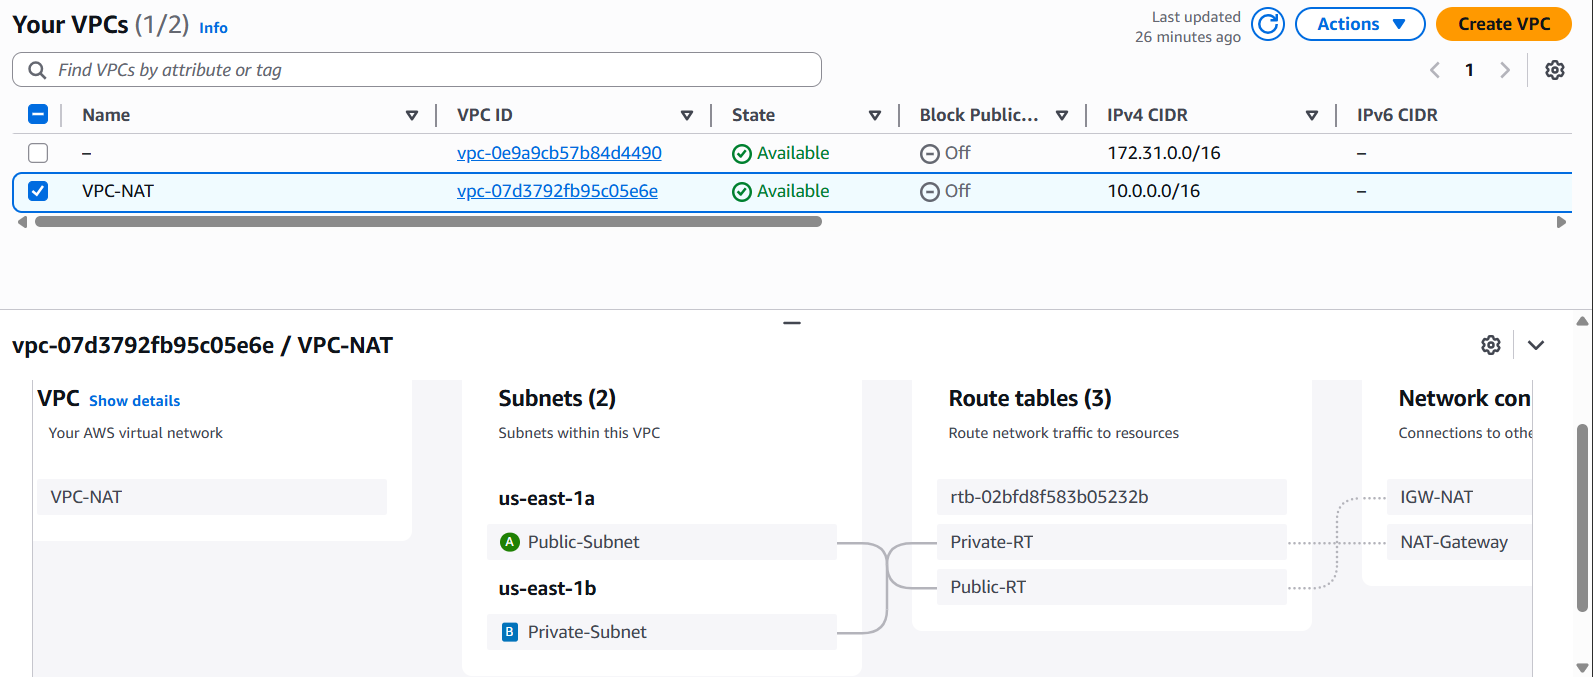 Your VPCs (1/2) Info
Last updated
26 minutes ago
Actions
Create VPC
Find VPCs by attribute or tag
1
Name VPC ID State Block Public... IPv4 CIDR IPv6 CIDR
– vpc-0e9a9cb57b84d4490 Available Off 172.31.0.0/16 –
VPC-NAT vpc-07d3792fb95c05e6e Available Off 10.0.0.0/16 –
vpc-07d3792fb95c05e6e / VPC-NAT
VPC Show details
Your AWS virtual network
VPC-NAT
Subnets (2)
Subnets within this VPC
us-east-1a
A Public-Subnet
us-east-1b
B Private-Subnet
Route tables (3)
Route network traffic to resources
rtb-02bfd8f583b05232b
Private-RT
Public-RT
Network con
Connections to othe
IGW-NAT
NAT-Gateway